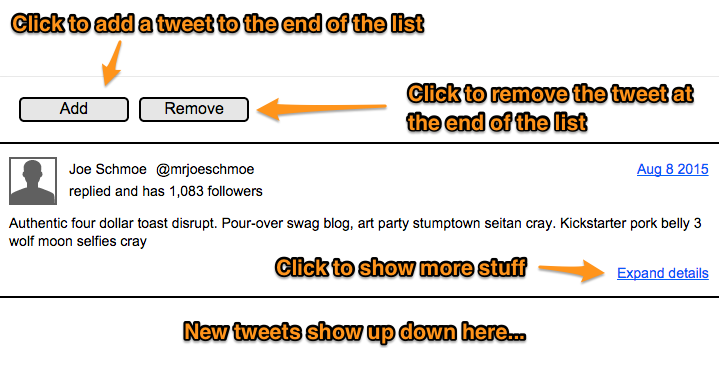 Click to add a tweet to the end of the list
Add
Remove
Click to remove the tweet at
the end of the list
Joe Schmoe @mrjoeschmoe
Aug 8 2015
replied and has 1,083 followers
Authentic four dollar toast disrupt. Pour-over swag blog, art party stumptown seitan cray. Kickstarter pork belly 3
wolf moon selfies cray
Click to show more stuff
Expand details
New tweets show up down here...